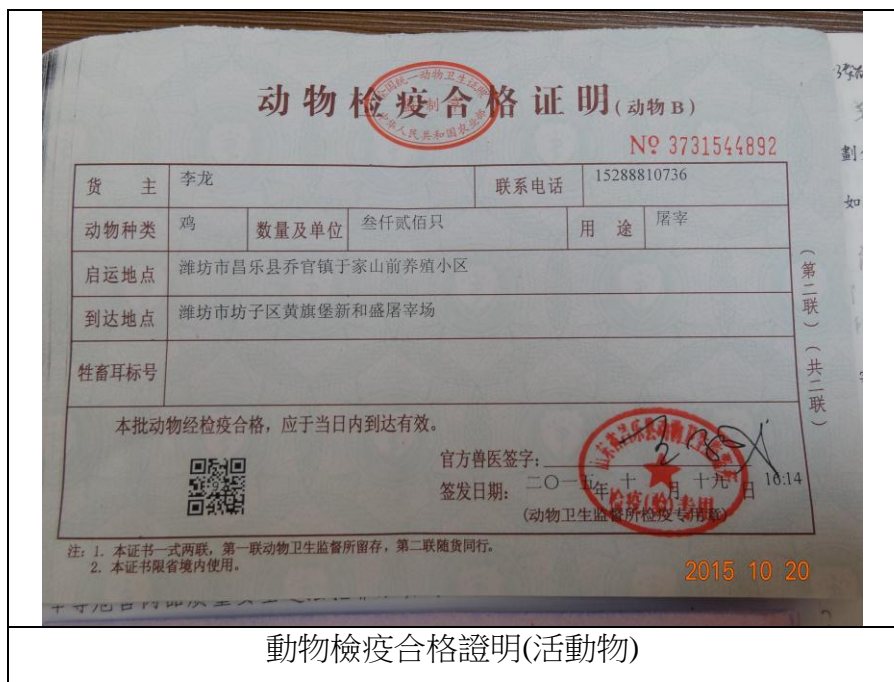 动物检疫合格证明(动物 B)
№ 3731544892
货主 李龙 联系电话 15288810736
动物种类 鸡 数量及单位 叁仟贰佰只 用途 屠宰
启运地点 潍坊市昌乐县乔官镇于家山前养殖小区
到达地点 潍坊市坊子区黄旗堡新和盛屠宰场
牲畜耳标号
(第二联)(共二联)
本批动物经检疫合格，应于当日内到达有效。
官方兽医签字:
签发日期: 二〇一五年 十 月 十九 日 16:14
(动物卫生监督所检疫专用章)
注: 1. 本证书一式两联，第一联动物卫生监督所留存，第二联随货同行。
2. 本证书限省境内使用。
2015 10 20
動物檢疫合格證明(活動物)